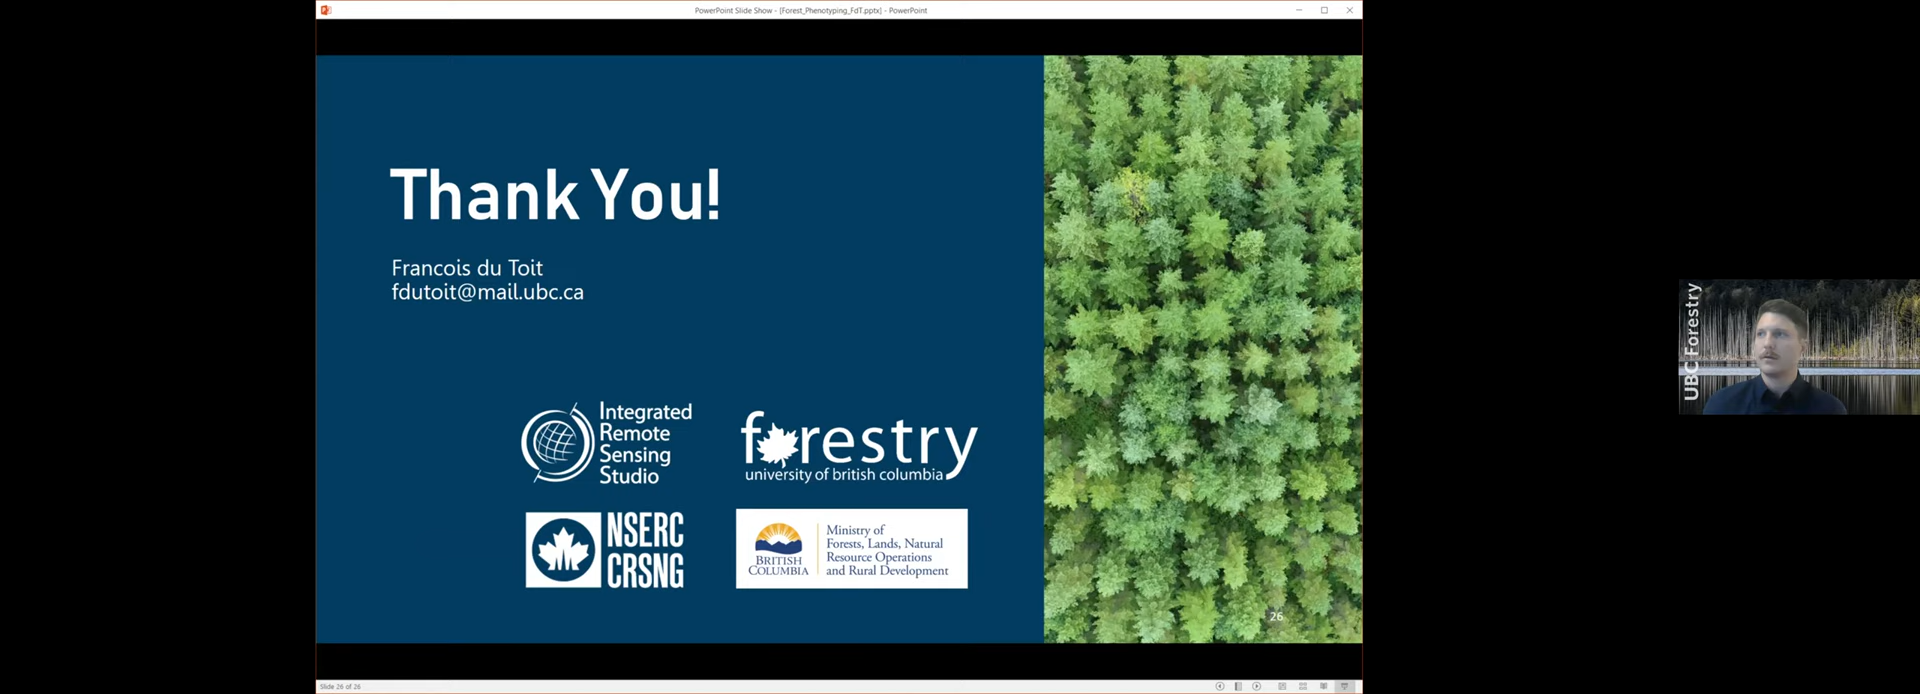 PowerPoint Slide Show - [Forest_Phenotyping_FdT.pptx] - PowerPoint
Thank You!
Francois du Toit
fdutoit@mail.ubc.ca
Integrated
Remote
Sensing
Studio
forestry
university of british columbia
NSERC
CRSNG
BRITISH
COLUMBIA
Ministry of
Forests, Lands, Natural
Resource Operations
and Rural Development
26
UBC Forestry
Slide 26 of 26